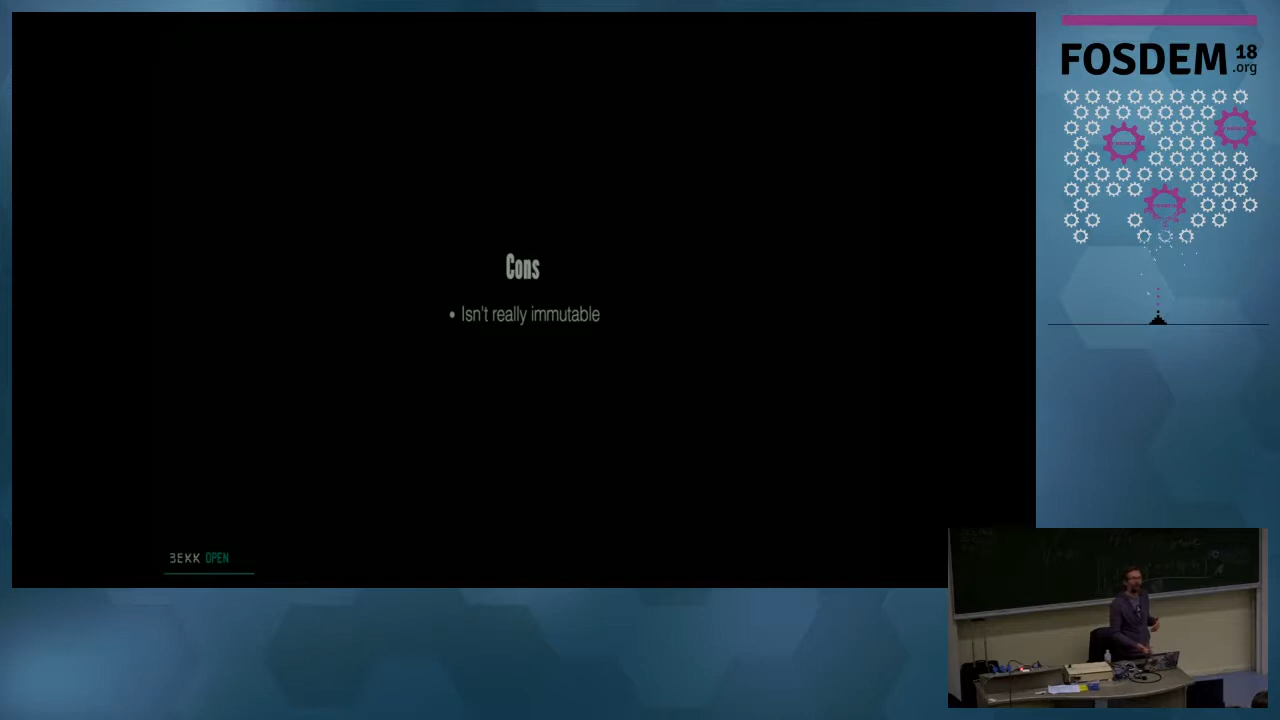 Cons
• Isn't really immutable
BEKK OPEN
FOSDEM 18
.org